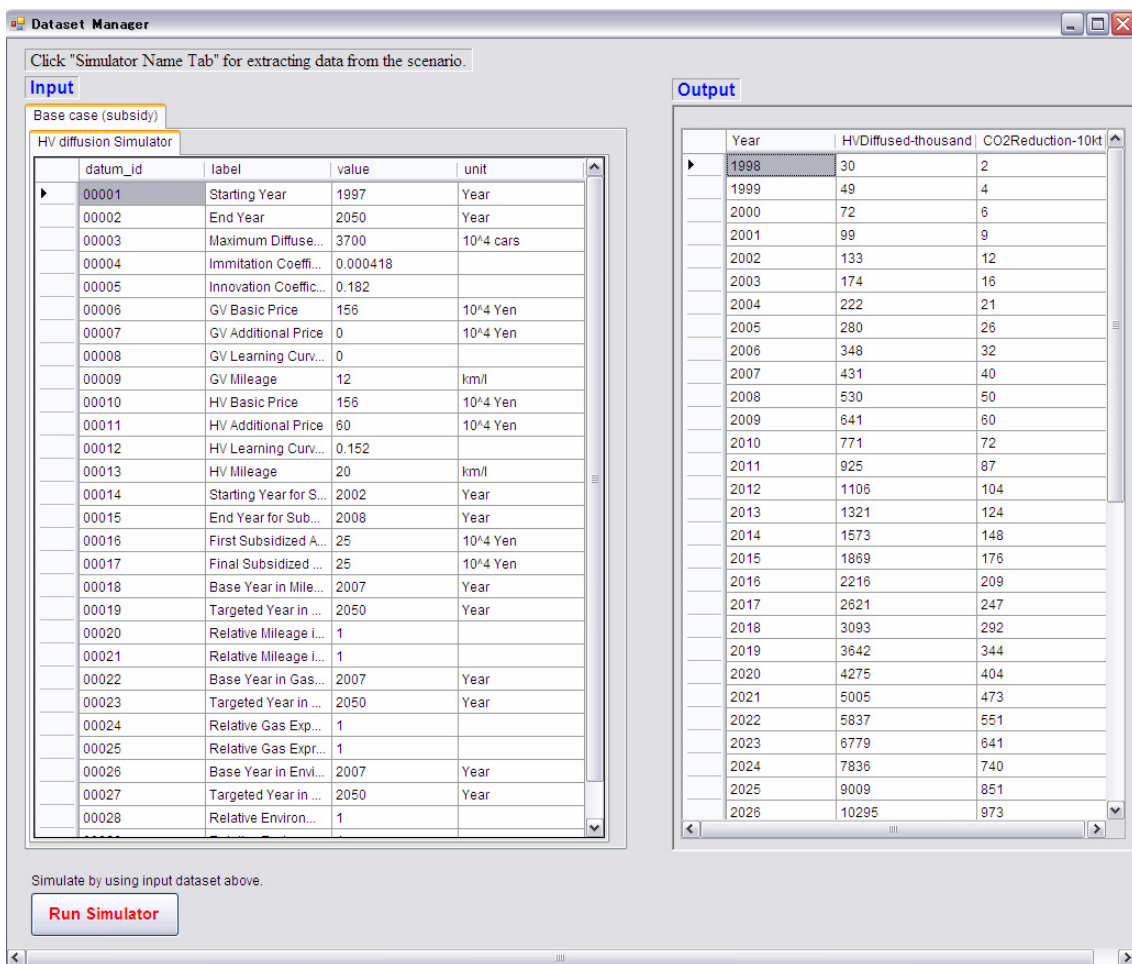 Dataset Manager
Click "Simulator Name Tab" for extracting data from the scenario.
Input
Base case (subsidy)
HV diffusion Simulator
datum_id label value unit
00001 Starting Year 1997 Year
00002 End Year 2050 Year
00003 Maximum Diffuse... 3700 10^4 cars
00004 Immitation Coeffi... 0.000418
00005 Innovation Coeffic... 0.182
00006 GV Basic Price 156 10^4 Yen
00007 GV Additional Price 0 10^4 Yen
00008 GV Learning Curv... 0
00009 GV Mileage 12 km/l
00010 HV Basic Price 156 10^4 Yen
00011 HV Additional Price 60 10^4 Yen
00012 HV Learning Curv... 0.152
00013 HV Mileage 20 km/l
00014 Starting Year for S... 2002 Year
00015 End Year for Sub... 2008 Year
00016 First Subsidized A... 25 10^4 Yen
00017 Final Subsidized ... 25 10^4 Yen
00018 Base Year in Mile... 2007 Year
00019 Targeted Year in ... 2050 Year
00020 Relative Mileage i... 1
00021 Relative Mileage i... 1
00022 Base Year in Gas... 2007 Year
00023 Targeted Year in ... 2050 Year
00024 Relative Gas Exp... 1
00025 Relative Gas Expr... 1
00026 Base Year in Envi... 2007 Year
00027 Targeted Year in ... 2050 Year
00028 Relative Environ... 1
Output
Year HVDiffused-thousand CO2Reduction-10kt
1998 30 2
1999 49 4
2000 72 6
2001 99 9
2002 133 12
2003 174 16
2004 222 21
2005 280 26
2006 348 32
2007 431 40
2008 530 50
2009 641 60
2010 771 72
2011 925 87
2012 1106 104
2013 1321 124
2014 1573 148
2015 1869 176
2016 2216 209
2017 2621 247
2018 3093 292
2019 3642 344
2020 4275 404
2021 5005 473
2022 5837 551
2023 6779 641
2024 7836 740
2025 9009 851
2026 10295 973
Simulate by using input dataset above.
Run Simulator